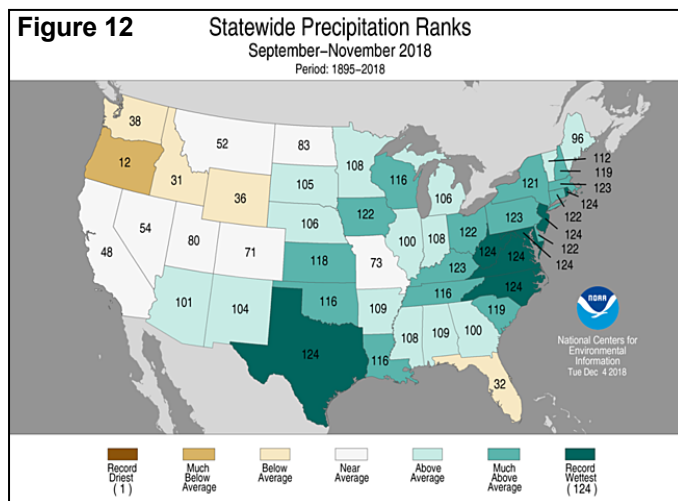 Figure 12
Statewide Precipitation Ranks
September–November 2018
Period: 1895–2018
38
52
83
108
96
12
31
36
105
116
106
121
112
119
123
124
54
80
71
106
122
100
108
122
123
122
124
122
124
48
118
73
123
124
124
101
104
116
109
116
124
119
124
116
108
109
100
32
NOAA
National Centers for
Environmental
Information
Tue Dec 4 2018
Record
Driest
(1)
Much
Below
Average
Below
Average
Near
Average
Above
Average
Much
Above
Average
Record
Wettest
(124)